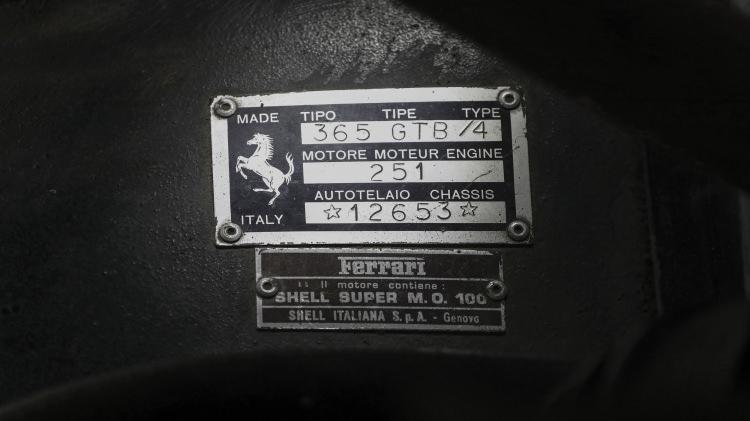 MADE TIPO TIPE TYPE
365 GTB/4
MOTORE MOTEUR ENGINE
251
AUTOTELAIO CHASSIS
ITALY ☆12653☆
Ferrari
Il motore contiene:
SHELL SUPER M.O. 100
SHELL ITALIANA S.p.A. - Genova